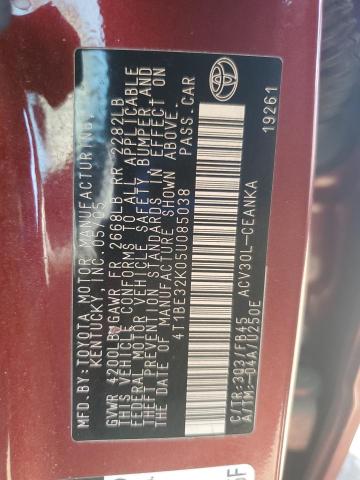 MFD.BY:TOYOTA MOTOR MANUFACTURING,
KENTUCKY, INC.05/05
GVWR 4200LB GAWR FR 2668LB RR 2282LB
THIS VEHICLE CONFORMS TO ALL APPLICABLE
FEDERAL MOTOR VEHICLE SAFETY, BUMPER, AND
THEFT PREVENTION STANDARDS IN EFFECT ON
THE DATE OF MANUFACTURE SHOWN ABOVE.
4T1BE32K05U085038 PASS.CAR
C/TR:3Q3/FB45 ACV30L-CEANKA
A/TM:-04A/U250E 19261
5F